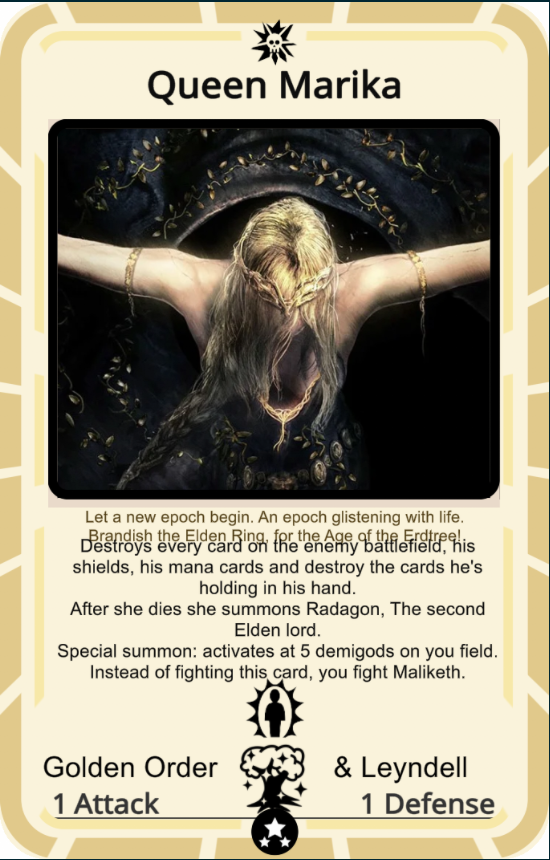 Queen Marika
Let a new epoch begin. An epoch glistening with life.
Brandish the Elden Ring, for the Age of the Erdtree!
Destroys every card on the enemy battlefield, his
shields, his mana cards and destroy the cards he's
holding in his hand.
After she dies she summons Radagon, The second
Elden lord.
Special summon: activates at 5 demigods on you field.
Instead of fighting this card, you fight Maliketh.
Golden Order & Leyndell
1 Attack 1 Defense